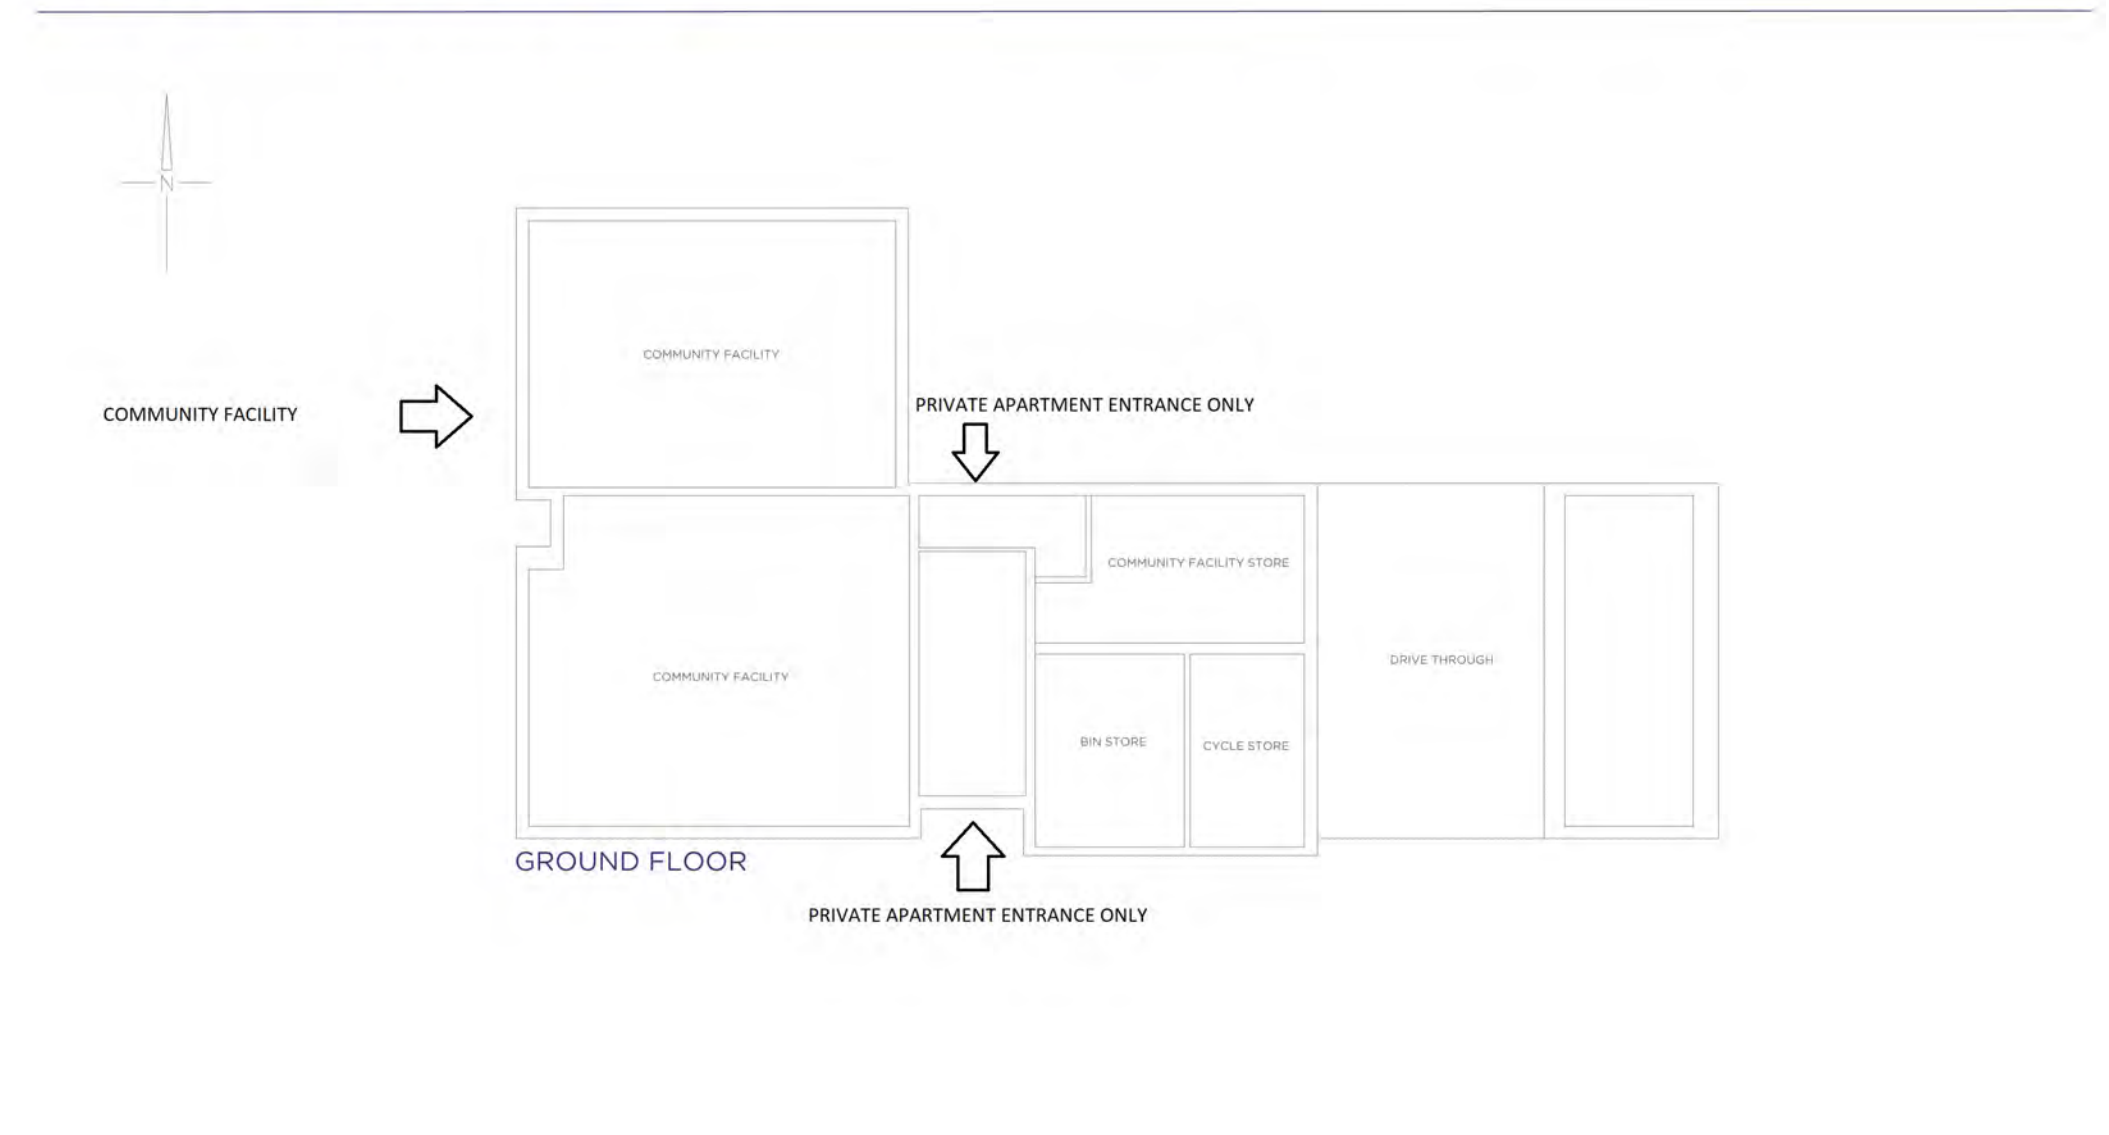 N
COMMUNITY FACILITY
COMMUNITY FACILITY
PRIVATE APARTMENT ENTRANCE ONLY
COMMUNITY FACILITY STORE
DRIVE THROUGH
COMMUNITY FACILITY
BIN STORE
CYCLE STORE
GROUND FLOOR
PRIVATE APARTMENT ENTRANCE ONLY